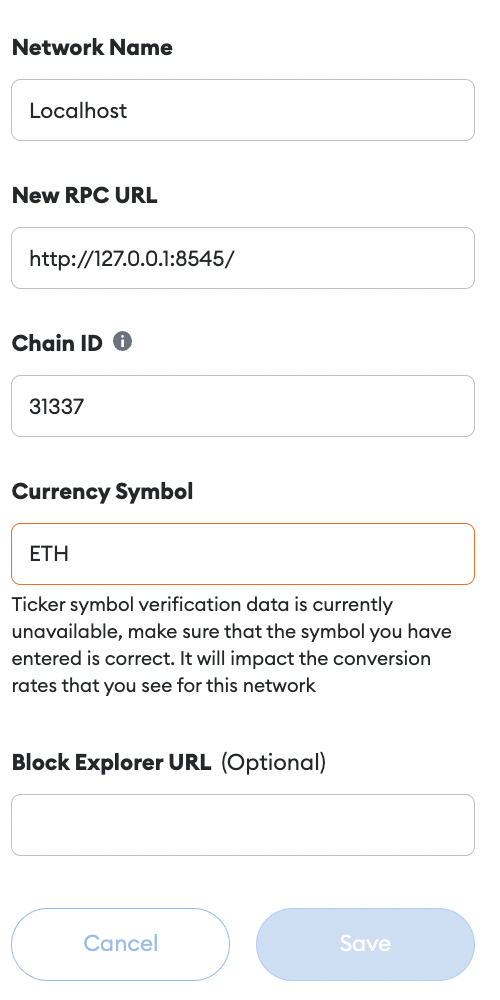 Network Name
Localhost
New RPC URL
http://127.0.0.1:8545/
Chain ID
31337
Currency Symbol
ETH
Ticker symbol verification data is currently
unavailable, make sure that the symbol you have
entered is correct. It will impact the conversion
rates that you see for this network
Block Explorer URL (Optional)
Cancel Save